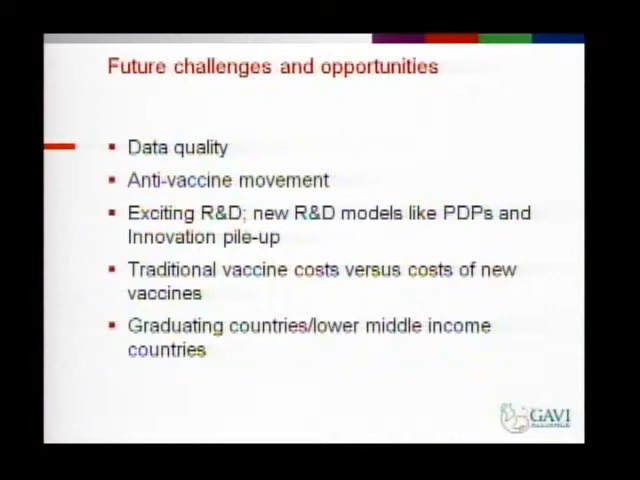 Future challenges and opportunities
▪ Data quality
▪ Anti-vaccine movement
▪ Exciting R&D; new R&D models like PDPs and
Innovation pile-up
▪ Traditional vaccine costs versus costs of new
vaccines
▪ Graduating countries/lower middle income
countries
GAVI
ALLIANCE